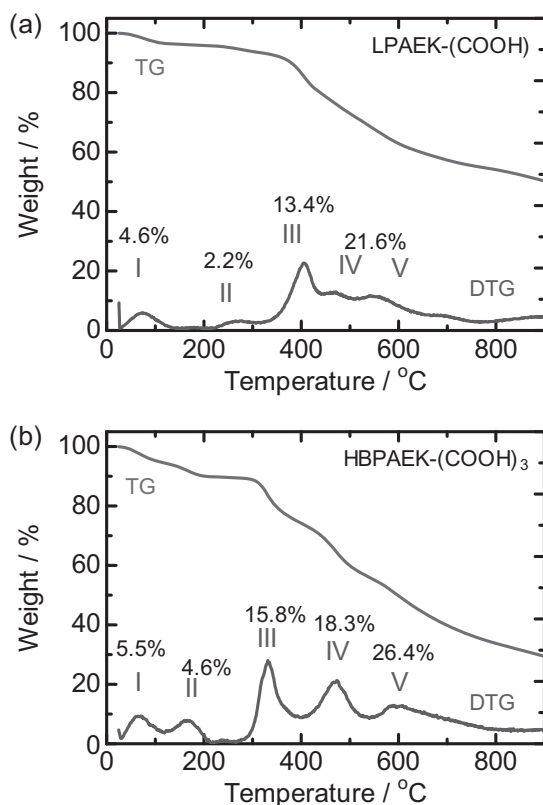 (a)
LPAEK-(COOH)
TG
Weight / %
100
80
60
40
20
0
4.6%
I
2.2%
II
13.4%
III
21.6%
IV
V
DTG
0 200 400 600 800
Temperature / °C
(b)
HBPAEK-(COOH)₃
TG
Weight / %
100
80
60
40
20
0
5.5%
I
4.6%
II
15.8%
III
18.3%
IV
26.4%
V
DTG
0 200 400 600 800
Temperature / °C